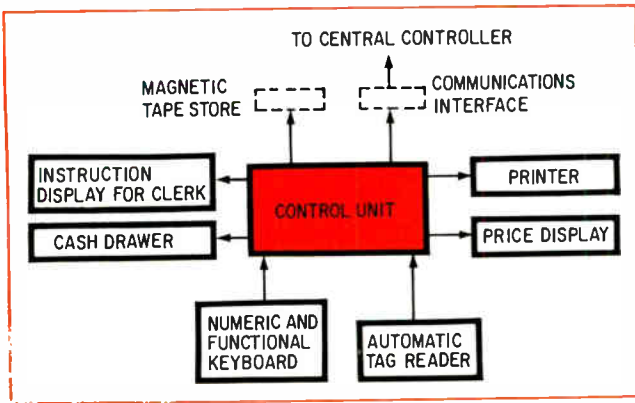 TO CENTRAL CONTROLLER
MAGNETIC
TAPE STORE
COMMUNICATIONS
INTERFACE
INSTRUCTION
DISPLAY FOR CLERK
CASH DRAWER
CONTROL UNIT
PRINTER
PRICE DISPLAY
NUMERIC AND
FUNCTIONAL
KEYBOARD
AUTOMATIC
TAG READER